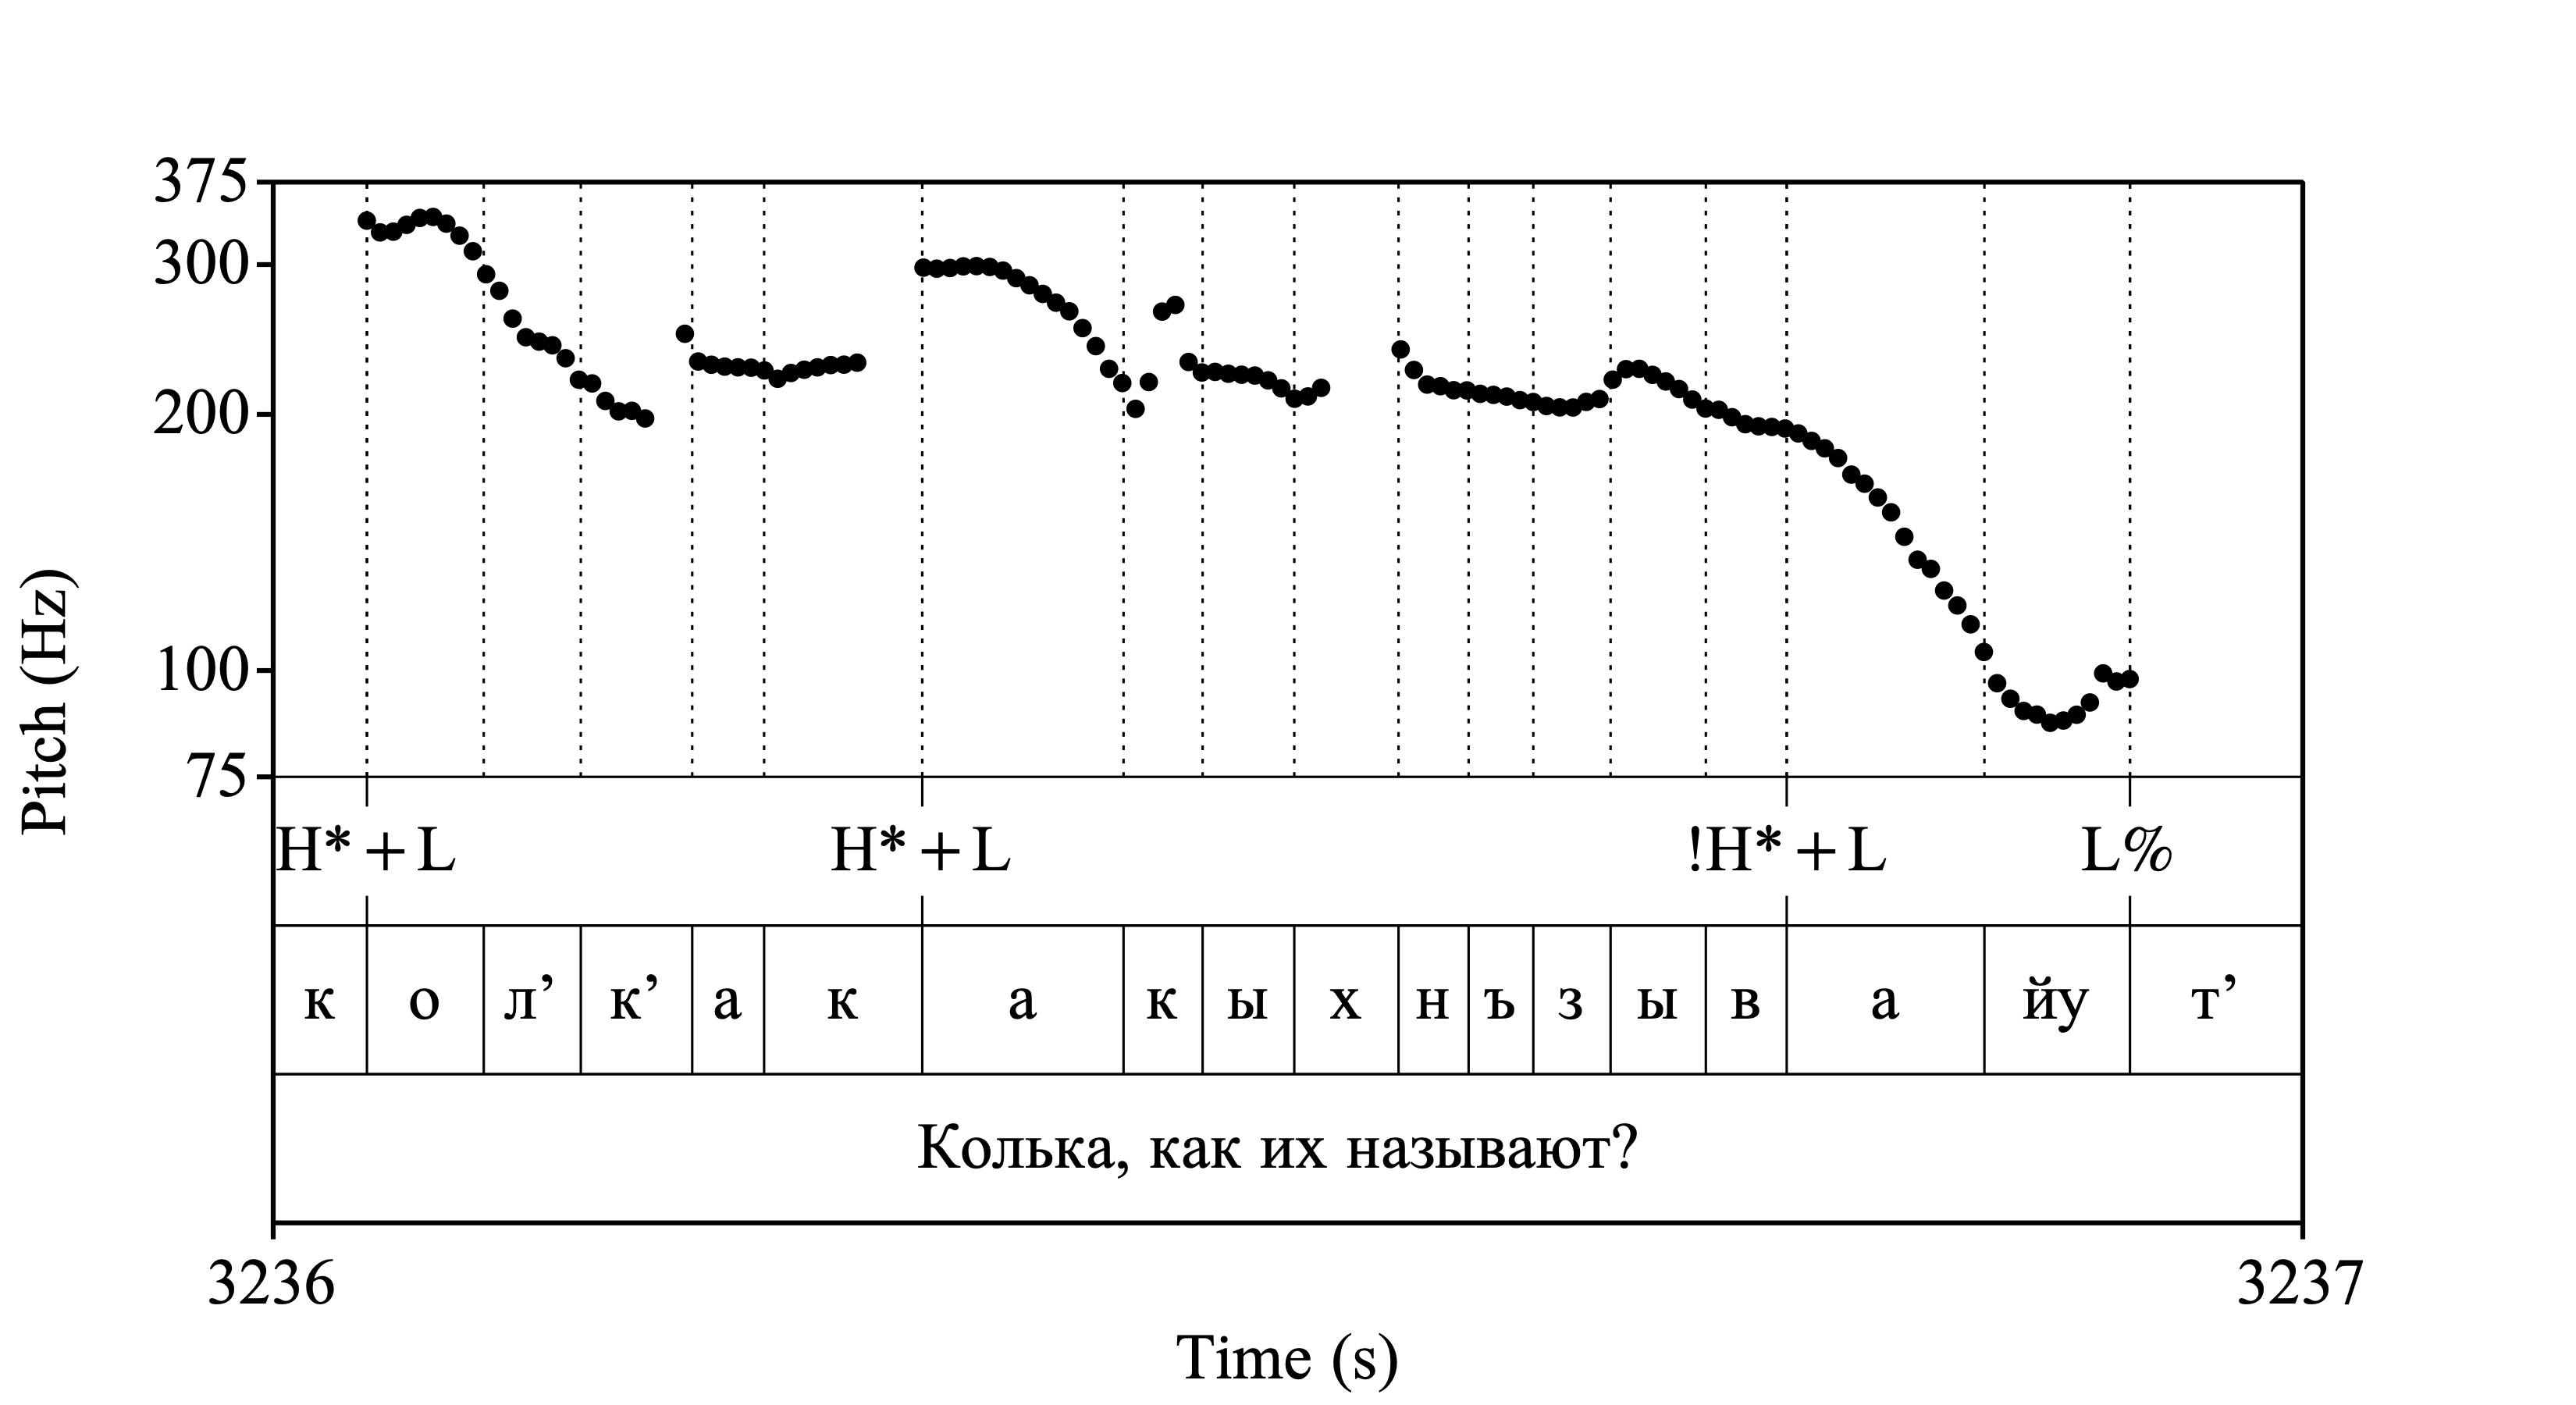 375
300
200
100
75
Pitch (Hz)
H* + L H* + L !H* + L L%
к о л’ к’ а к а к ы х н ъ з ы в а йу т’
Колька, как их называют?
3236 3237
Time (s)